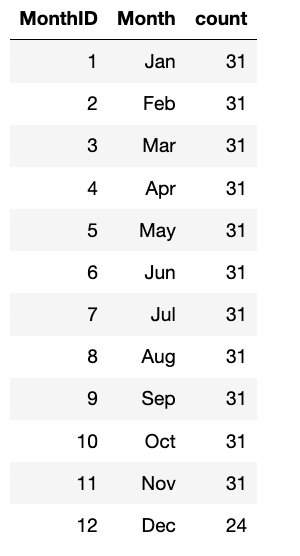 MonthID Month count
1 Jan 31
2 Feb 31
3 Mar 31
4 Apr 31
5 May 31
6 Jun 31
7 Jul 31
8 Aug 31
9 Sep 31
10 Oct 31
11 Nov 31
12 Dec 24